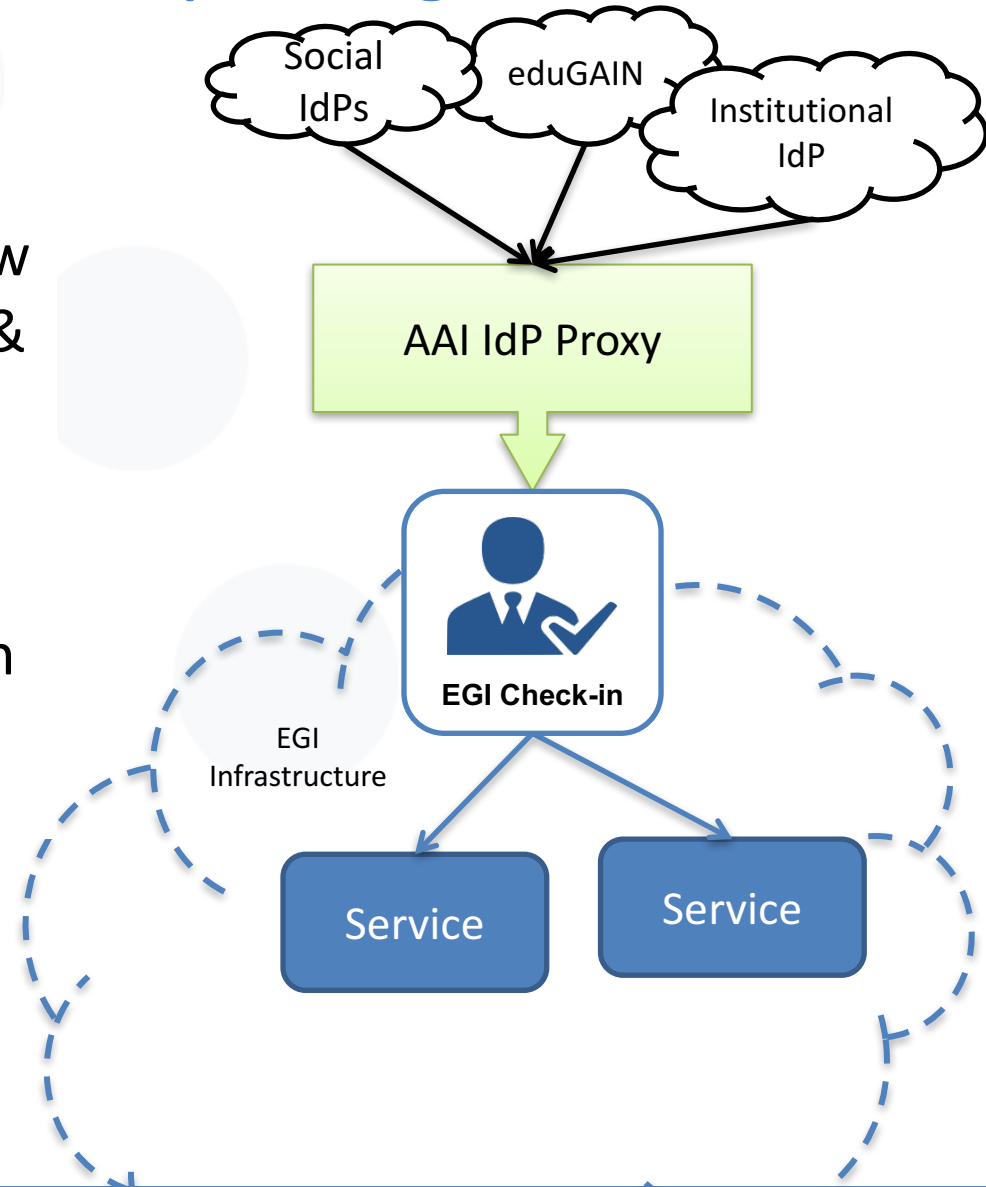 Social
IdPs
eduGAIN
Institutional
IdP
&
AAI IdP Proxy
EGI Check-in
EGI
Infrastructure
Service
Service